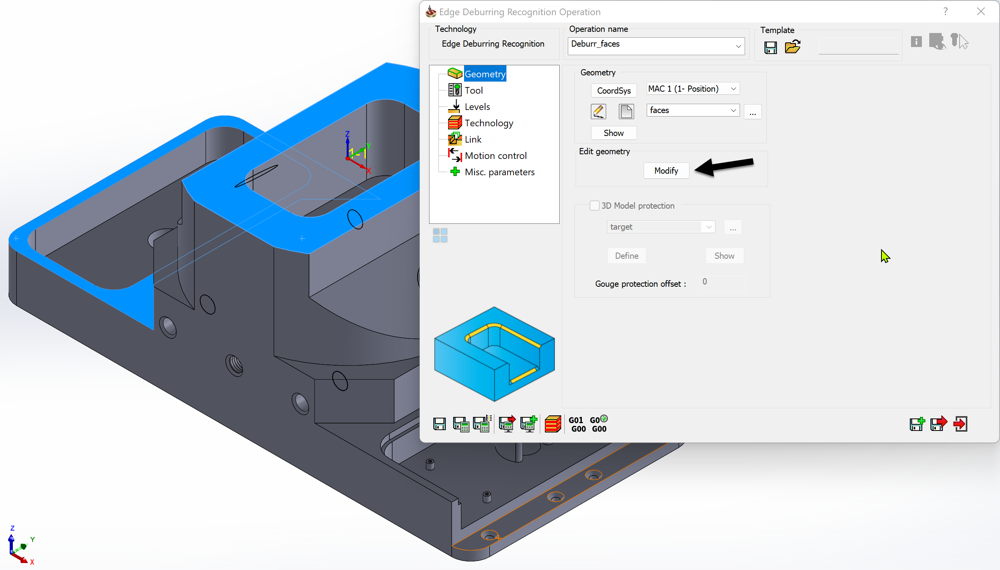 Edge Deburring Recognition Operation
?
Technology
Edge Deburring Recognition
Operation name
Deburr_faces
Template
Geometry
Tool
Levels
Technology
Link
Motion control
Misc. parameters
Geometry
CoordSys
MAC 1 (1- Position)
faces
...
Show
Edit geometry
Modify
3D Model protection
target
...
Define
Show
Gouge protection offset :
0
G01
G00
G0
G00
Z
Y
X
1-1
Z
Y
X